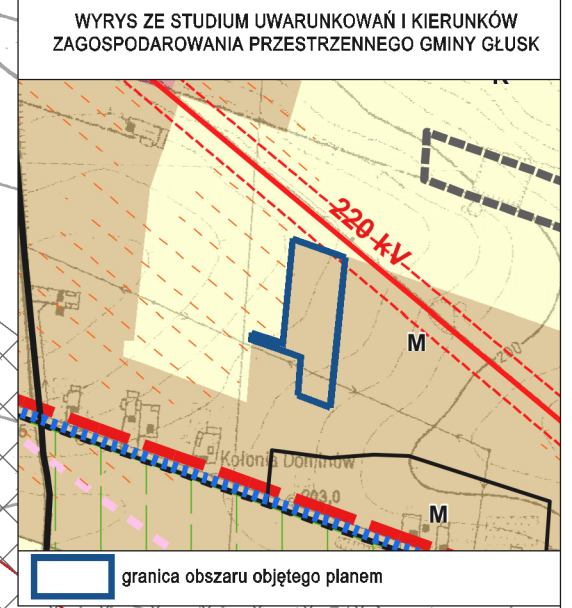 WYRYS ZE STUDIUM UWARUNKOWAŃ I KIERUNKÓW
ZAGOSPODAROWANIA PRZESTRZENNEGO GMINY GŁUSK
220 kV
M
200
Kolonia Dominów
203,0
M
granica obszaru objętego planem